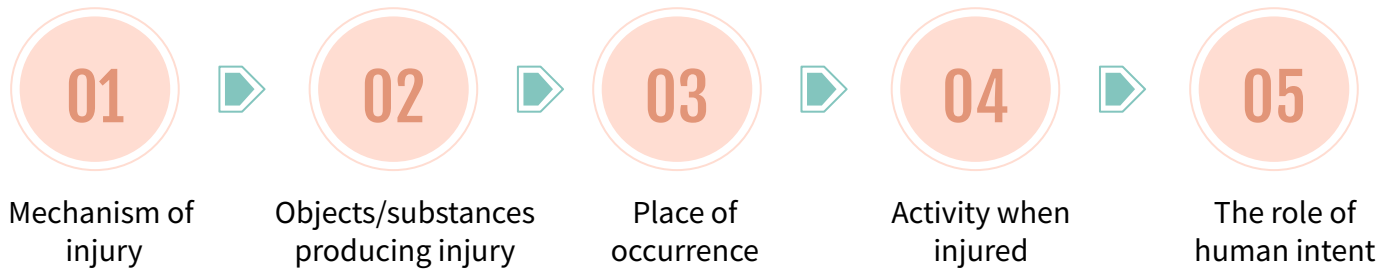 01
02
03
04
05
Mechanism of
injury
Objects/substances
producing injury
Place of
occurrence
Activity when
injured
The role of
human intent